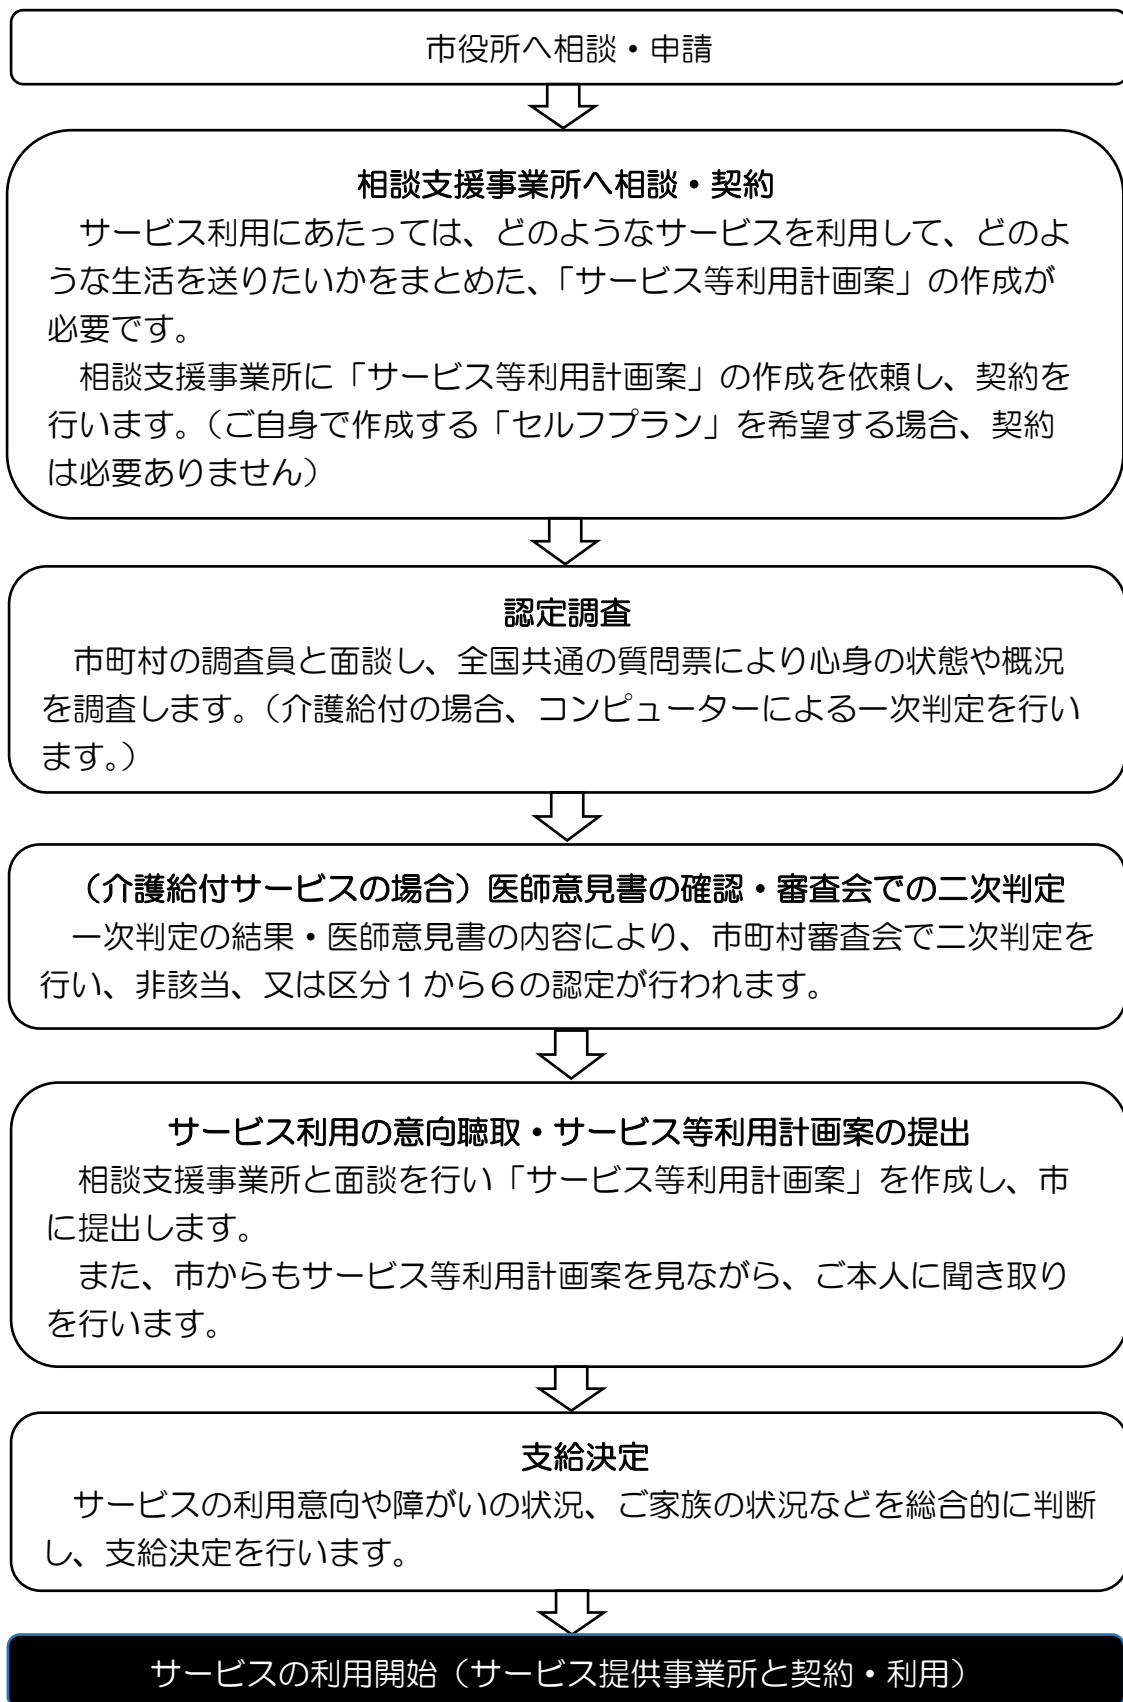 市役所へ相談・申請
相談支援事業所へ相談・契約
サービス利用にあたっては、どのようなサービスを利用して、どのよ
うな生活を送りたいかをまとめた、「サービス等利用計画案」の作成が
必要です。
相談支援事業所に「サービス等利用計画案」の作成を依頼し、契約を
行います。（ご自身で作成する「セルフプラン」を希望する場合、契約
は必要ありません）
認定調査
市町村の調査員と面談し、全国共通の質問票により心身の状態や概況
を調査します。（介護給付の場合、コンピューターによる一次判定を行い
ます。）
（介護給付サービスの場合）医師意見書の確認・審査会での二次判定
一次判定の結果・医師意見書の内容により、市町村審査会で二次判定を
行い、非該当、又は区分１から６の認定が行われます。
サービス利用の意向聴取・サービス等利用計画案の提出
相談支援事業所と面談を行い「サービス等利用計画案」を作成し、市
に提出します。
また、市からもサービス等利用計画案を見ながら、ご本人に聞き取り
を行います。
支給決定
サービスの利用意向や障がいの状況、ご家族の状況などを総合的に判断
し、支給決定を行います。
サービスの利用開始（サービス提供事業所と契約・利用）